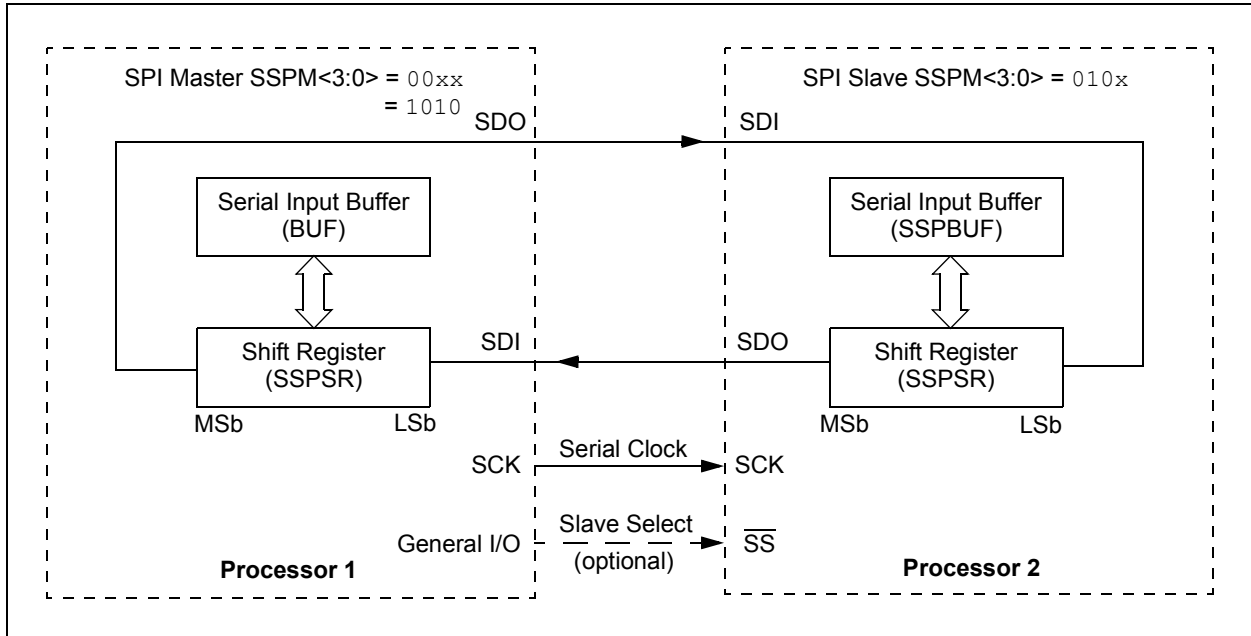 SPI Master SSPM<3:0> = 00xx
= 1010
SPI Slave SSPM<3:0> = 010x
SDO
SDI
Serial Input Buffer
(BUF)
Serial Input Buffer
(SSPBUF)
Shift Register
(SSPSR)
SDI
SDO
Shift Register
(SSPSR)
MSb
LSb
MSb
LSb
SCK
Serial Clock
SCK
General I/O
Slave Select
(optional)
S̅S̅
Processor 1
Processor 2